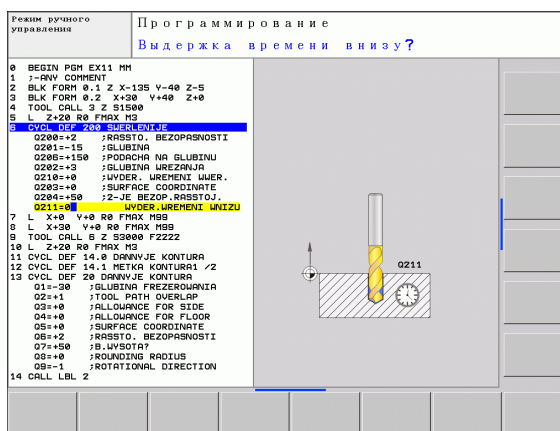 Режим ручного
управления
Программирование
Выдержка времени внизу?
0 BEGIN PGM EX11 MM
1 ;-ANY COMMENT
2 BLK FORM 0.1 Z X-135 Y-40 Z-5
3 BLK FORM 0.2 X+30 Y+40 Z+0
4 TOOL CALL 3 Z S1500
5 L Z+20 R0 FMAX M3
6 CYCL DEF 200 SWERLENIJE
Q200=+2 ;RASSTO. BEZOPASNOSTI
Q201=-15 ;GLUBINA
Q206=+150 ;PODACHA NA GLUBINU
Q202=+3 ;GLUBINA WREZANJA
Q210=+0 ;WYDER. WREMENI WWER.
Q203=+0 ;SURFACE COORDINATE
Q204=+50 ;2-JE BEZOP.RASSTOJ.
Q211=0 WYDER.WREMENI WNIZU
7 L X+0 Y+0 R0 FMAX M99
8 L X+30 Y+0 R0 FMAX M99
9 TOOL CALL 6 Z S3000 F2222
10 L Z+20 R0 FMAX M3
11 CYCL DEF 14.0 DANNYJE KONTURA
12 CYCL DEF 14.1 METKA KONTURA1 /2
13 CYCL DEF 20 DANNYJE KONTURA
Q1=-30 ;GLUBINA FREZEROWANIA
Q2=+1 ;TOOL PATH OVERLAP
Q3=+0 ;ALLOWANCE FOR SIDE
Q4=+0 ;ALLOWANCE FOR FLOOR
Q5=+0 ;SURFACE COORDINATE
Q6=+2 ;RASSTO. BEZOPASNOSTI
Q7=+50 ;B.WYSOTA?
Q8=+0 ;ROUNDING RADIUS
Q9=-1 ;ROTATIONAL DIRECTION
14 CALL LBL 2
Q211